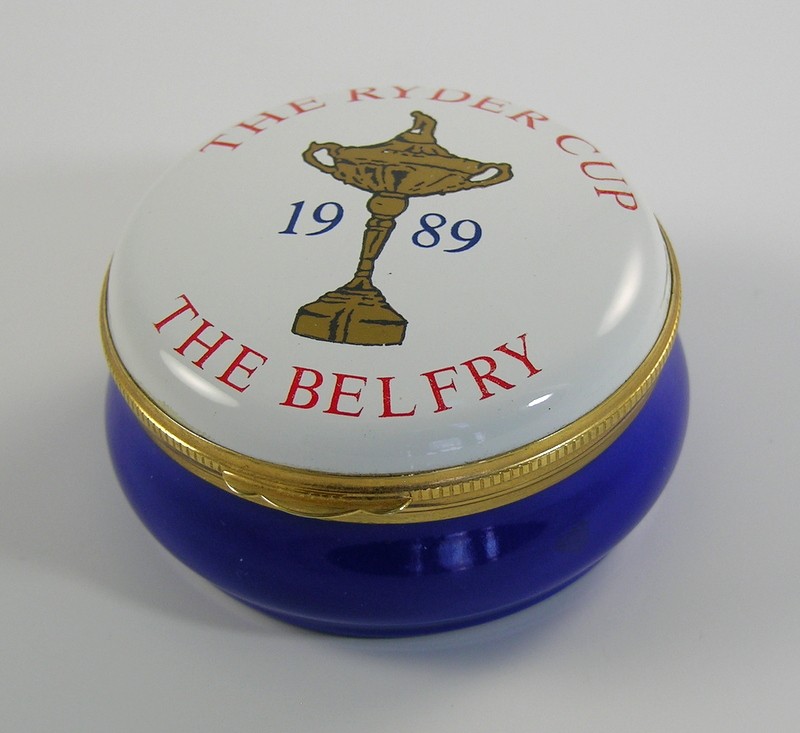 THE RYDER CUP
19 89
THE BELFRY